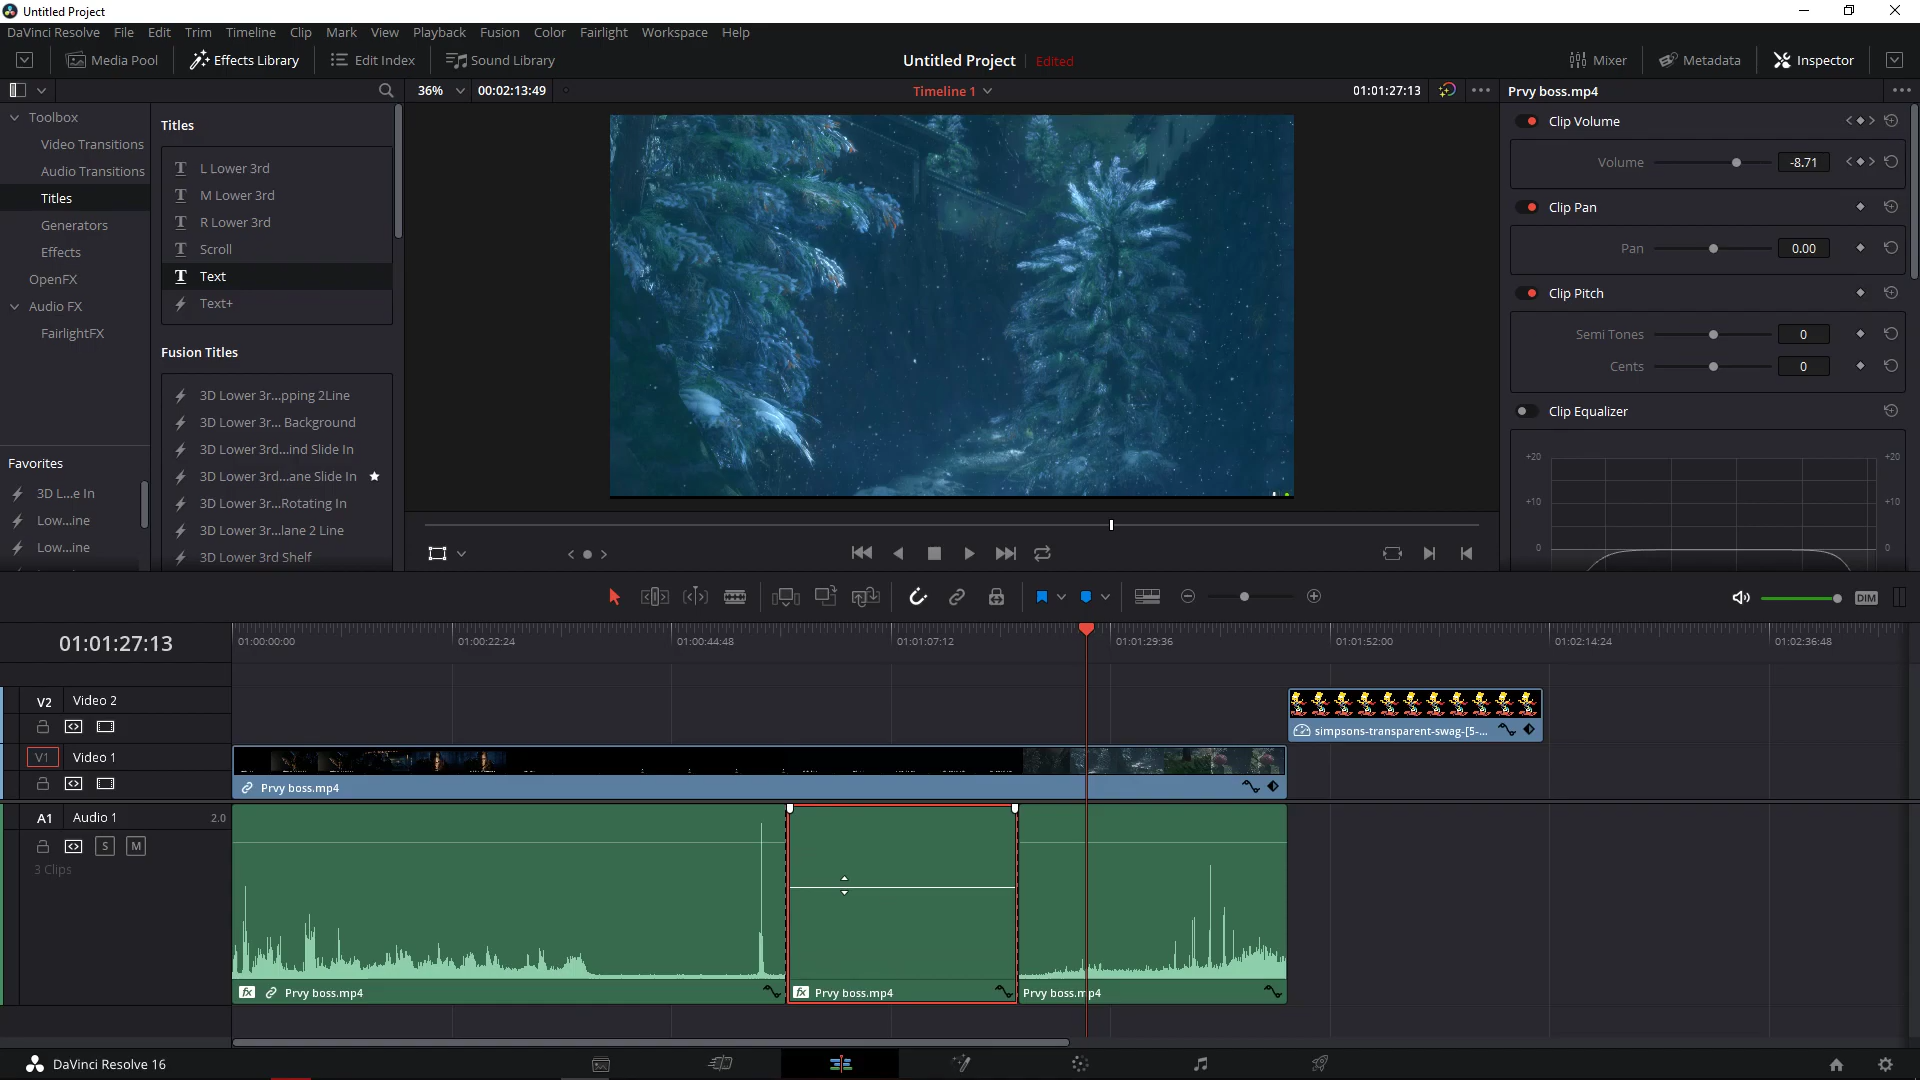 Untitled Project
DaVinci Resolve File Edit Trim Timeline Clip Mark View Playback Fusion Color Fairlight Workspace Help
Media Pool Effects Library Edit Index Sound Library Untitled Project Edited Mixer Metadata Inspector
36% 00:02:13:49 Timeline 1 01:01:27:13 Prvy boss.mp4
Toolbox
Video Transitions
Audio Transitions
Titles
Generators
Effects
OpenFX
Audio FX
FairlightFX
Favorites
3D L...e In
Low...ine
Low...ine
Titles
L Lower 3rd
M Lower 3rd
R Lower 3rd
Scroll
Text
Text+
Fusion Titles
3D Lower 3r...pping 2Line
3D Lower 3r... Background
3D Lower 3rd...ind Slide In
3D Lower 3rd...ane Slide In
3D Lower 3r...Rotating In
3D Lower 3r...lane 2 Line
3D Lower 3rd Shelf
Clip Volume
Volume -8.71
Clip Pan
Pan 0.00
Clip Pitch
Semi Tones 0
Cents 0
Clip Equalizer
+20 +20
+10 +10
0 0
DIM
01:01:27:13
01:00:00:00 01:00:22:24 01:00:44:48 01:01:07:12 01:01:29:36 01:01:52:00 01:02:14:24 01:02:36:48
V2 Video 2
simpsons-transparent-swag-[5-...
V1 Video 1
Prvy boss.mp4
A1 Audio 1 2.0
S M
3 Clips
fx Prvy boss.mp4 fx Prvy boss.mp4 Prvy boss.mp4
DaVinci Resolve 16